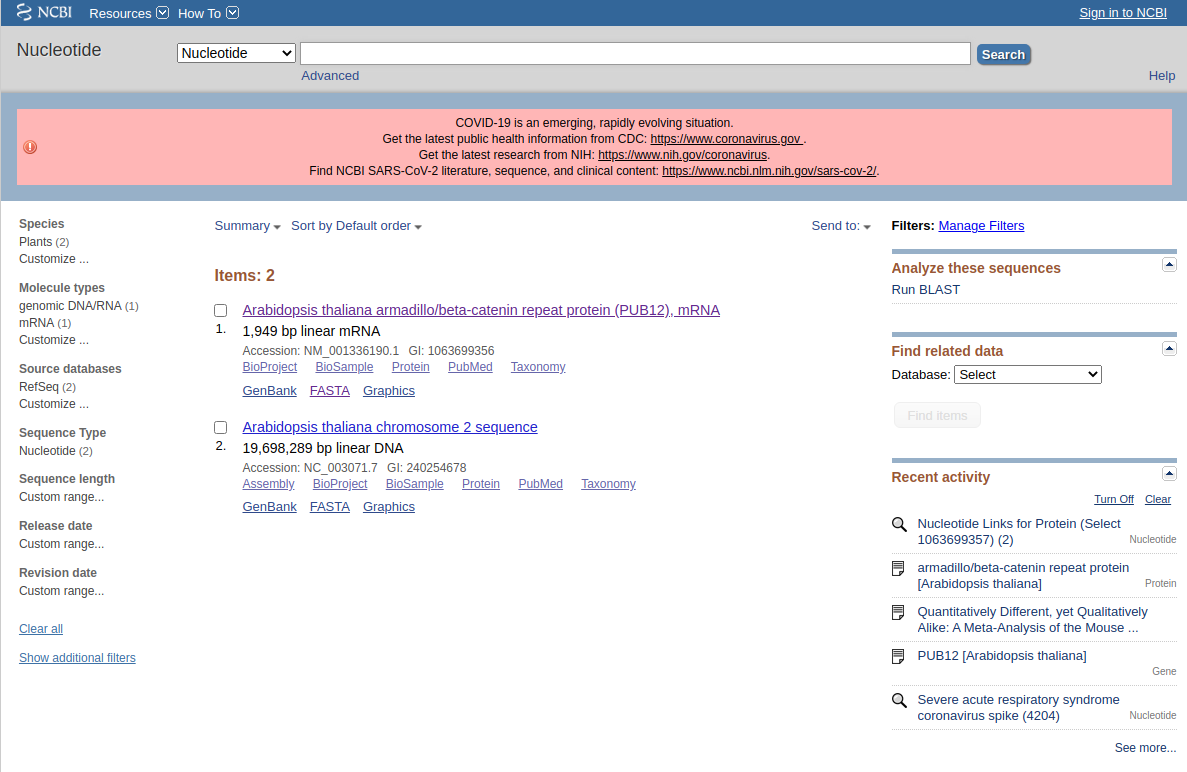 NCBI Resources How To Sign in to NCBI
Nucleotide
Nucleotide Search
Advanced Help
COVID-19 is an emerging, rapidly evolving situation.
Get the latest public health information from CDC: https://www.coronavirus.gov .
Get the latest research from NIH: https://www.nih.gov/coronavirus.
Find NCBI SARS-CoV-2 literature, sequence, and clinical content: https://www.ncbi.nlm.nih.gov/sars-cov-2/.
Species
Plants (2)
Customize ...
Molecule types
genomic DNA/RNA (1)
mRNA (1)
Customize ...
Source databases
RefSeq (2)
Customize ...
Sequence Type
Nucleotide (2)
Sequence length
Custom range...
Release date
Custom range...
Revision date
Custom range...
Clear all
Show additional filters
Summary Sort by Default order Send to:
Items: 2
Arabidopsis thaliana armadillo/beta-catenin repeat protein (PUB12), mRNA
1. 1,949 bp linear mRNA
Accession: NM_001336190.1 GI: 1063699356
BioProject BioSample Protein PubMed Taxonomy
GenBank FASTA Graphics
Arabidopsis thaliana chromosome 2 sequence
2. 19,698,289 bp linear DNA
Accession: NC_003071.7 GI: 240254678
Assembly BioProject BioSample Protein PubMed Taxonomy
GenBank FASTA Graphics
Filters: Manage Filters
Analyze these sequences
Run BLAST
Find related data
Database: Select
Find items
Recent activity
Turn Off Clear
Nucleotide Links for Protein (Select
1063699357) (2) Nucleotide
armadillo/beta-catenin repeat protein
[Arabidopsis thaliana] Protein
Quantitatively Different, yet Qualitatively
Alike: A Meta-Analysis of the Mouse ...
PUB12 [Arabidopsis thaliana]
Gene
Severe acute respiratory syndrome
coronavirus spike (4204) Nucleotide
See more...